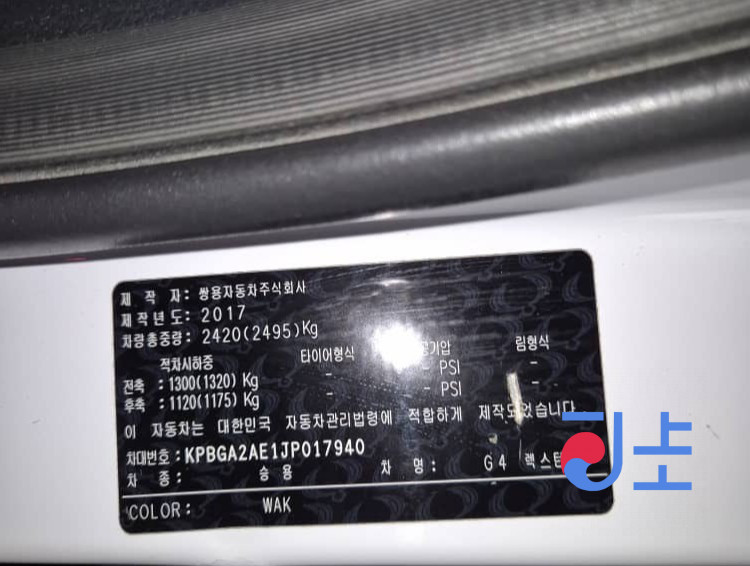 제 작 자: 쌍용자동차주식회사
제작년도: 2017
차량총중량: 2420(2495)Kg
적차시하중 타이어형식 공기압 림형식
전축 : 1300(1320) Kg - - PSI -
후축 : 1120(1175) Kg - - PSI -
이 자동차는 대한민국 자동차관리법령에 적합하게 제작되었습니다
차대번호: KPBGA2AE1JP017940
차 종: 승 용 차 명: G4 렉스턴
COLOR: WAK